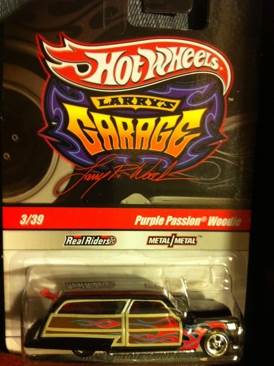 Hot Wheels
LARRY'S
GARAGE
3/39
Purple Passion® Woodie
Real Riders
METAL/METAL